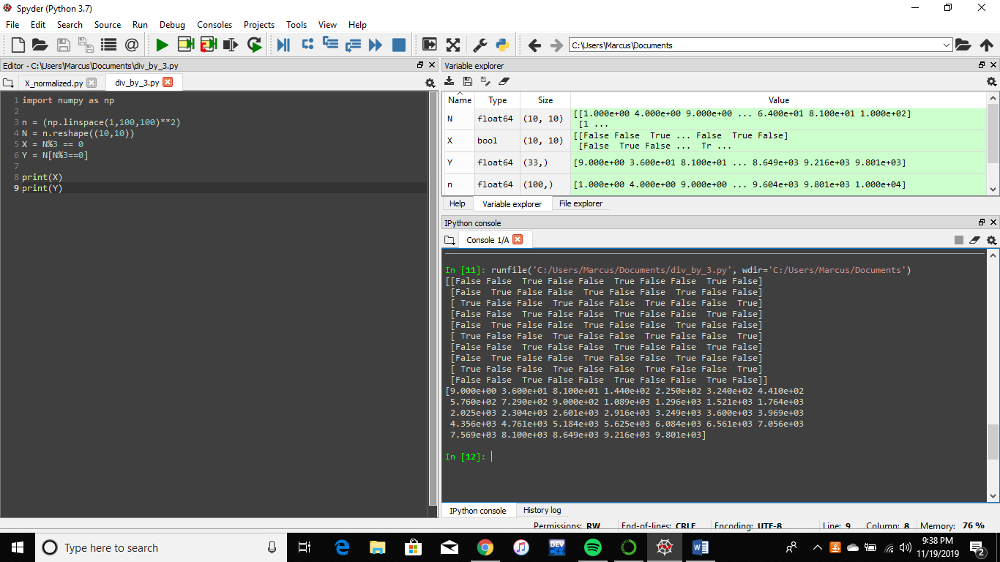 Spyder (Python 3.7)
File Edit Search Source Run Debug Consoles Projects Tools View Help
C:\Users\Marcus\Documents
Editor - C:\Users\Marcus\Documents\div_by_3.py
X_normalized.py div_by_3.py
1 import numpy as np
2
3 n = (np.linspace(1,100,100)**2)
4 N = n.reshape((10,10))
5 X = N%3 == 0
6 Y = N[N%3==0]
7
8 print(X)
9 print(Y)
Variable explorer
Name Type Size Value
N float64 (10, 10) [[1.000e+00 4.000e+00 9.000e+00 ... 6.400e+01 8.100e+01 1.000e+02]
[1 ...
X bool (10, 10) [[False False  True ... False  True False]
[False  True False ...  Tr ...
Y float64 (33,) [9.000e+00 3.600e+01 8.100e+01 ... 8.649e+03 9.216e+03 9.801e+03]
n float64 (100,) [1.000e+00 4.000e+00 9.000e+00 ... 9.604e+03 9.801e+03 1.000e+04]
Help Variable explorer File explorer
IPython console
Console 1/A
In [11]: runfile('C:/Users/Marcus/Documents/div_by_3.py', wdir='C:/Users/Marcus/Documents')
[[False False  True False False  True False False  True False]
[False  True False False  True False False  True False False]
[ True False False  True False False  True False False  True]
[False False  True False False  True False False  True False]
[False  True False False  True False False  True False False]
[ True False False  True False False  True False False  True]
[False False  True False False  True False False  True False]
[False  True False False  True False False  True False False]
[ True False False  True False False  True False False  True]
[False False  True False False  True False False  True False]]
[9.000e+00 3.600e+01 8.100e+01 1.440e+02 2.250e+02 3.240e+02 4.410e+02
5.760e+02 7.290e+02 9.000e+02 1.089e+03 1.296e+03 1.521e+03 1.764e+03
2.025e+03 2.304e+03 2.601e+03 2.916e+03 3.249e+03 3.600e+03 3.969e+03
4.356e+03 4.761e+03 5.184e+03 5.625e+03 6.084e+03 6.561e+03 7.056e+03
7.569e+03 8.100e+03 8.649e+03 9.216e+03 9.801e+03]
In [12]:
IPython console History log
Permissions: RW End-of-lines: CRLF Encoding: UTF-8 Line: 9 Column: 8 Memory: 76 %
Type here to search
DEV
9:38 PM
11/19/2019
2